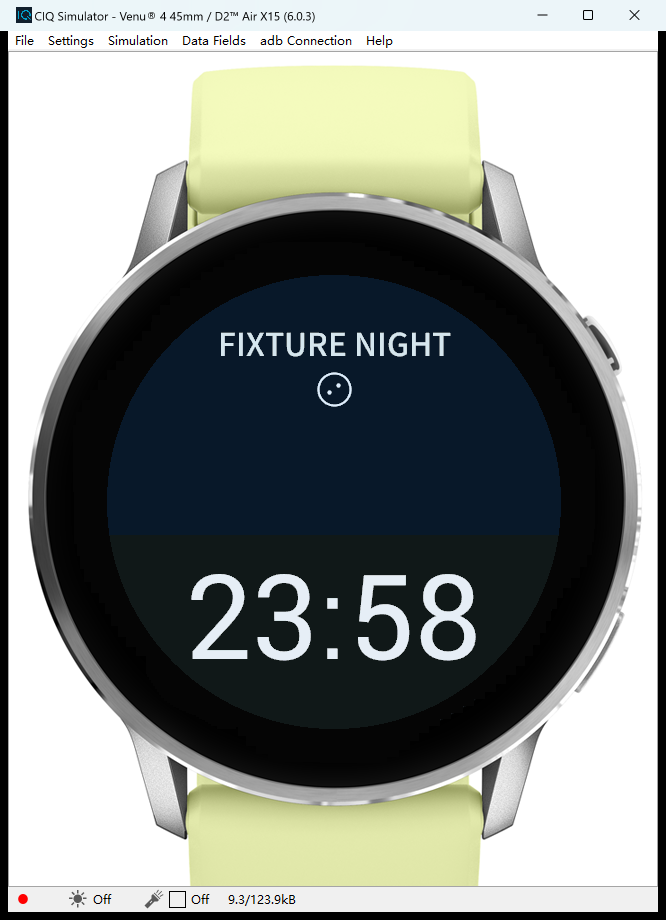 CIQ Simulator - Venu® 4 45mm / D2™ Air X15 (6.0.3)
File Settings Simulation Data Fields adb Connection Help
FIXTURE NIGHT
23:58
Off Off 9.3/123.9kB